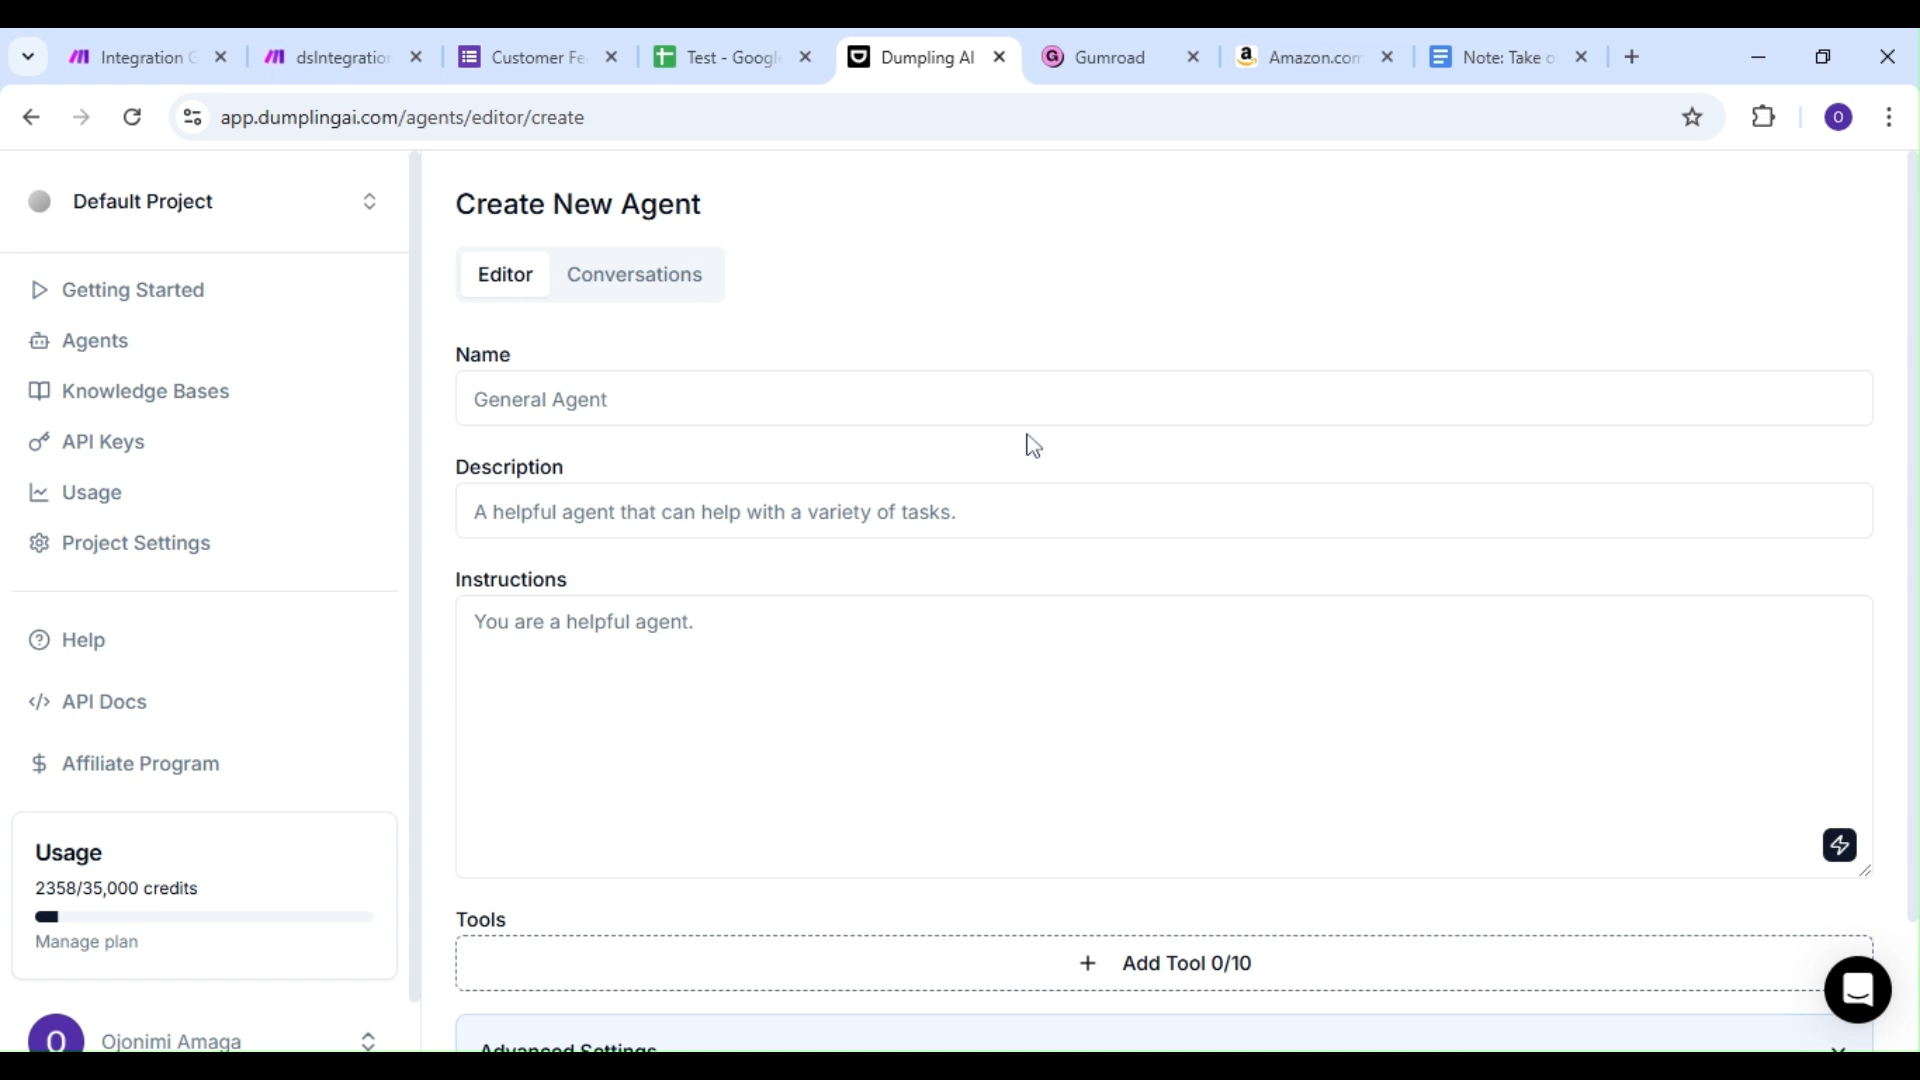 Integration
dsIntegration
Customer Fe
Test - Google
Dumpling AI
Gumroad
Amazon.com
Note: Take o
app.dumplingai.com/agents/editor/create
O
Default Project
Getting Started
Agents
Knowledge Bases
API Keys
Usage
Project Settings
Help
API Docs
Affiliate Program
Usage
2358/35,000 credits
Manage plan
O
Ojonimi Amaga
Create New Agent
Editor Conversations
Name
General Agent
Description
A helpful agent that can help with a variety of tasks.
Instructions
You are a helpful agent.
Tools
+ Add Tool 0/10
Advanced Settings